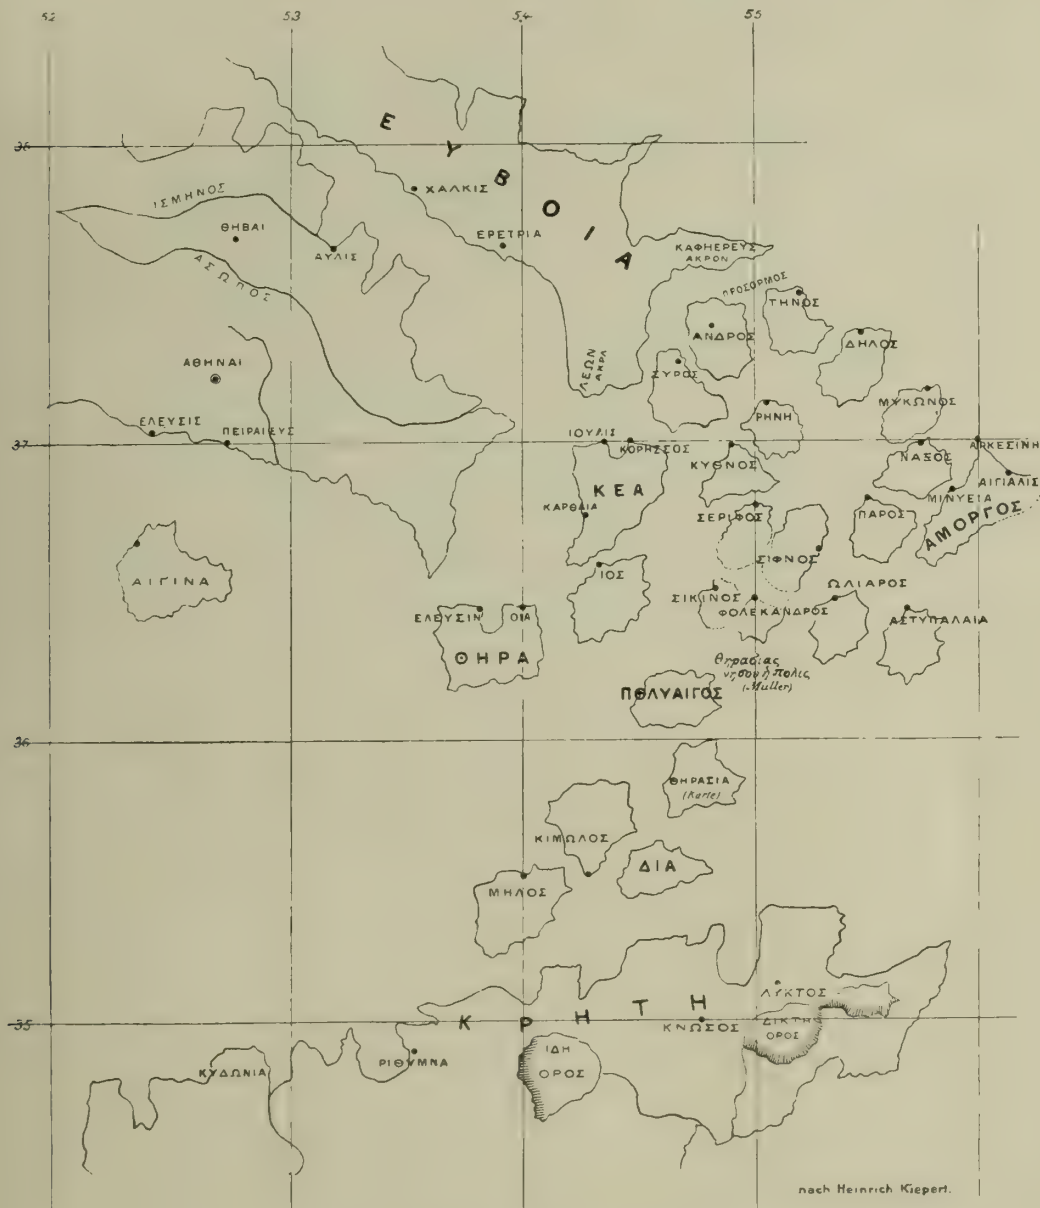 52 53 54 55
ΕΥΒΟΙΑ
36
ΧΑΛΚΙΣ
ΙΣΜΗΝΟΣ
ΘΗΒΑΙ
ΕΡΕΤΡΙΑ
ΑΥΛΙΣ
ΚΑΦΗΡΕΥΣ
ΑΚΡΟΝ
ΑΣΩΠΟΣ
ΠΡΟΣΟΡΜΟΣ
ΤΗΝΟΣ
ΑΝΔΡΟΣ
ΔΗΛΟΣ
ΑΘΗΝΑΙ
ΛΕΩΝ
ΑΚΡΑ
ΣΥΡΟΣ
ΜΥΚΩΝΟΣ
ΡΗΝΗ
ΕΛΕΥΣΙΣ
ΠΕΙΡΑΙΕΥΣ
ΙΟΥΛΙΣ
37
ΚΟΡΗΣΣΟΣ
ΑΡΚΕΣΙΝΗ
ΚΥΘΝΟΣ
ΝΑΞΟΣ
ΑΙΓΙΑΛΙΣ
ΚΕΑ
ΜΙΝΥΕΙΑ
ΚΑΡΘΑΙΑ
ΣΕΡΙΦΟΣ
ΠΑΡΟΣ
ΑΜΟΡΓΟΣ
ΣΙΦΝΟΣ
ΑΙΓΙΝΑ
ΙΟΣ
ΩΛΙΑΡΟΣ
ΣΙΚΙΝΟΣ
ΦΟΛΕΚΑΝΔΡΟΣ
ΕΛΕΥΣΙΝ
ΟΙΑ
ΑΣΤΥΠΑΛΑΙΑ
ΘΗΡΑ
Θηρασίας
νήσου ἡ πόλις
(Muller)
ΠΟΛΥΑΙΓΟΣ
36
ΘΗΡΑΣΙΑ
(Karte)
ΚΙΜΩΛΟΣ
ΔΙΑ
ΜΗΛΟΣ
ΛΥΚΤΟΣ
35
ΚΡΗΤΗ
ΚΝΩΣΟΣ
ΔΙΚΤΗ
ΟΡΟΣ
ΙΔΗ
ΟΡΟΣ
ΡΙΘΥΜΝΑ
ΚΥΔΩΝΙΑ
nach Heinrich Kiepert.